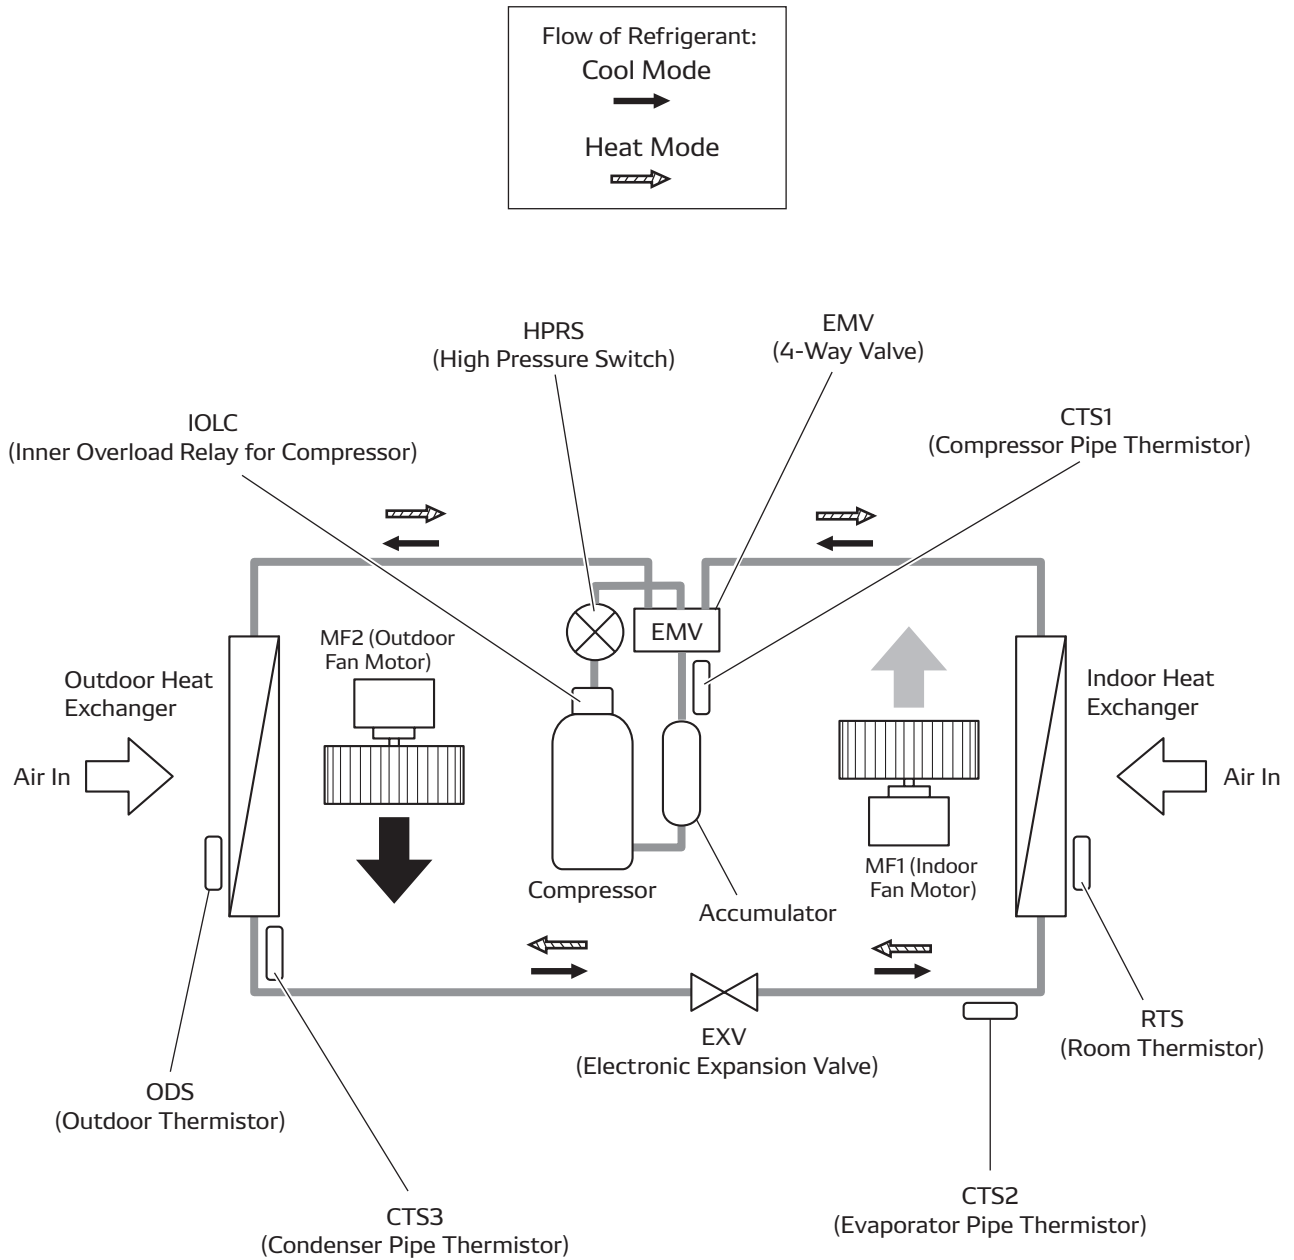 Flow of Refrigerant:
Cool Mode
Heat Mode
HPRS
(High Pressure Switch)
EMV
(4-Way Valve)
IOLC
(Inner Overload Relay for Compressor)
CTS1
(Compressor Pipe Thermistor)
MF2 (Outdoor
Fan Motor)
EMV
Outdoor Heat
Exchanger
Indoor Heat
Exchanger
Air In
Air In
MF1 (Indoor
Fan Motor)
Compressor
Accumulator
EXV
(Electronic Expansion Valve)
RTS
(Room Thermistor)
ODS
(Outdoor Thermistor)
CTS2
(Evaporator Pipe Thermistor)
CTS3
(Condenser Pipe Thermistor)